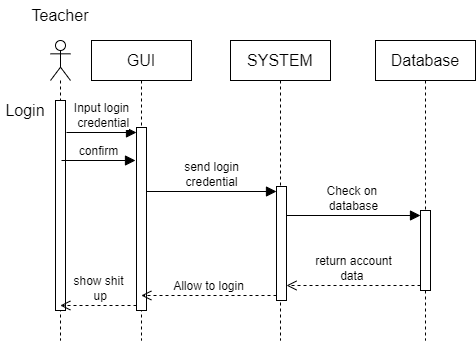 Teacher
GUI
SYSTEM
Database
Login
Input login
credential
confirm
send login
credential
Check on
database
return account
data
Allow to login
show shit
up